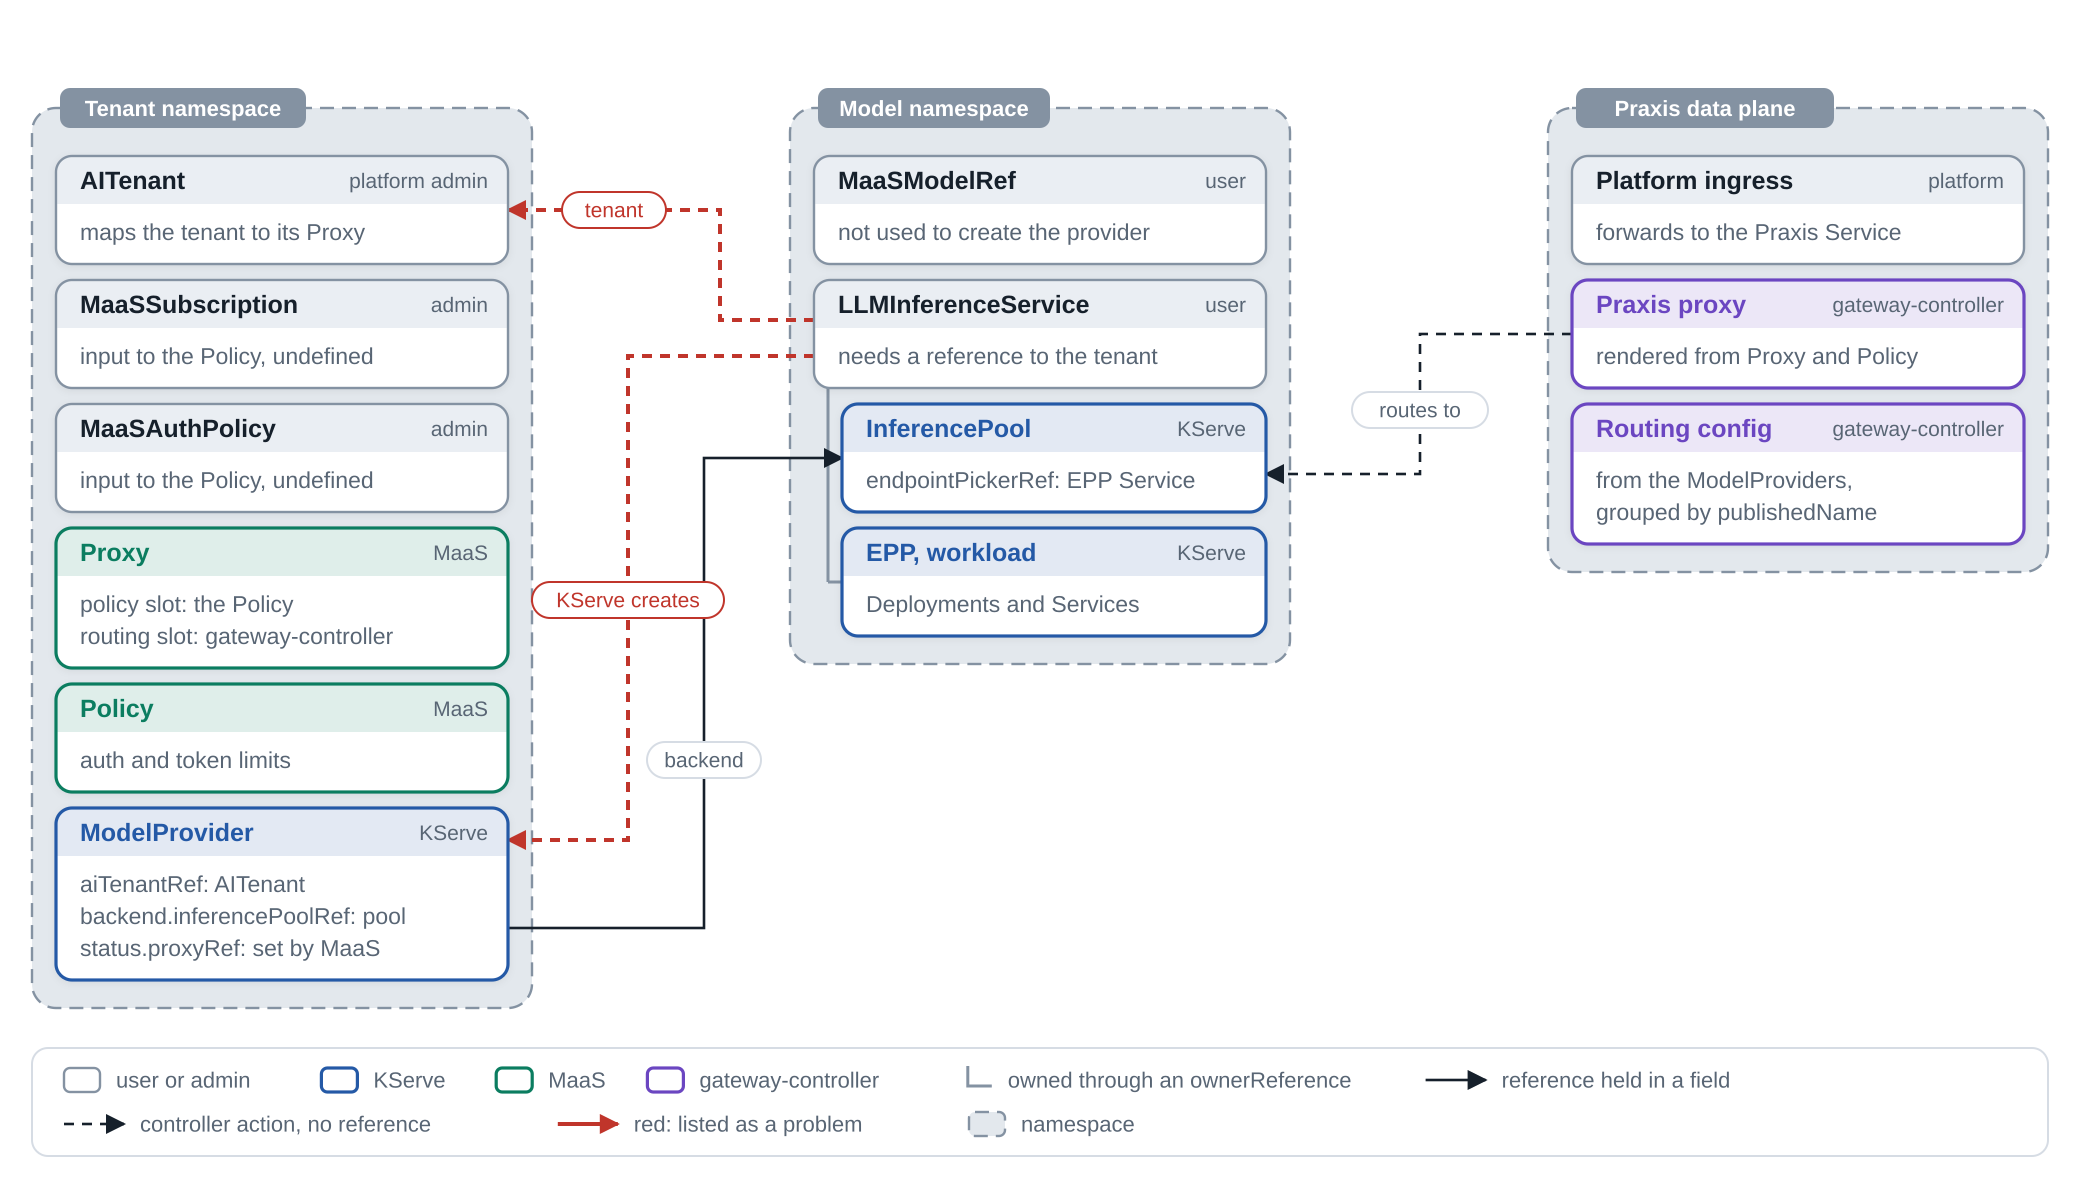 Tenant namespace
AITenant platform admin
maps the tenant to its Proxy
MaaSSubscription admin
input to the Policy, undefined
MaaSAuthPolicy admin
input to the Policy, undefined
Proxy MaaS
policy slot: the Policy
routing slot: gateway-controller
Policy MaaS
auth and token limits
ModelProvider KServe
aiTenantRef: AITenant
backend.inferencePoolRef: pool
status.proxyRef: set by MaaS
tenant
KServe creates
backend
Model namespace
MaaSModelRef user
not used to create the provider
LLMInferenceService user
needs a reference to the tenant
InferencePool KServe
endpointPickerRef: EPP Service
EPP, workload KServe
Deployments and Services
routes to
Praxis data plane
Platform ingress platform
forwards to the Praxis Service
Praxis proxy gateway-controller
rendered from Proxy and Policy
Routing config gateway-controller
from the ModelProviders,
grouped by publishedName
user or admin KServe MaaS gateway-controller owned through an ownerReference reference held in a field
controller action, no reference red: listed as a problem namespace